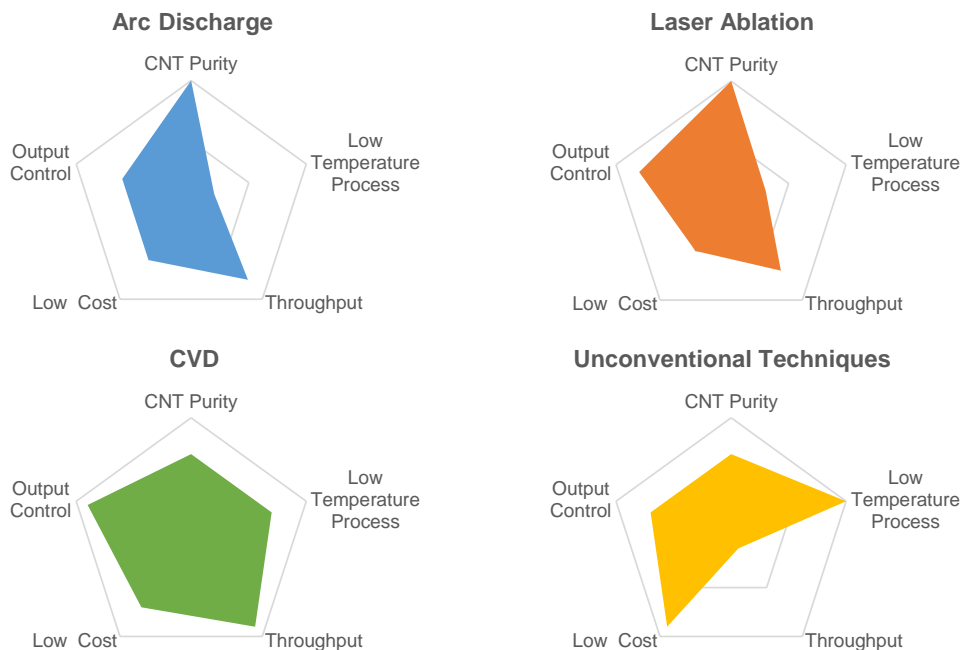 Arc Discharge
CNT Purity
Low
Temperature
Process
Throughput
Low Cost
Output
Control
Laser Ablation
CNT Purity
Low
Temperature
Process
Throughput
Low Cost
Output
Control
CVD
CNT Purity
Low
Temperature
Process
Throughput
Low Cost
Output
Control
Unconventional Techniques
CNT Purity
Low
Temperature
Process
Throughput
Low Cost
Output
Control